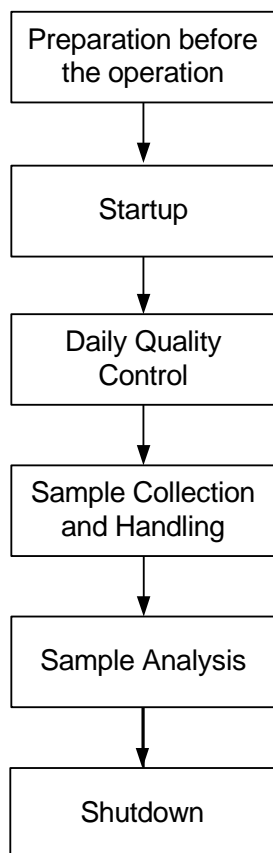 Preparation before
the operation
Startup
Daily Quality
Control
Sample Collection
and Handling
Sample Analysis
Shutdown